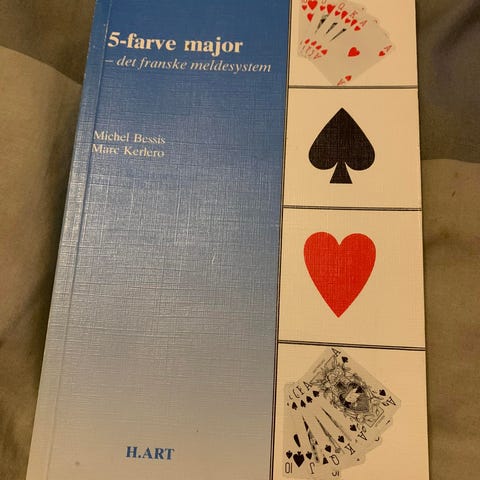 5-farve major
– det franske meldesystem
Michel Bessis
Marc Kerlero
H.ART